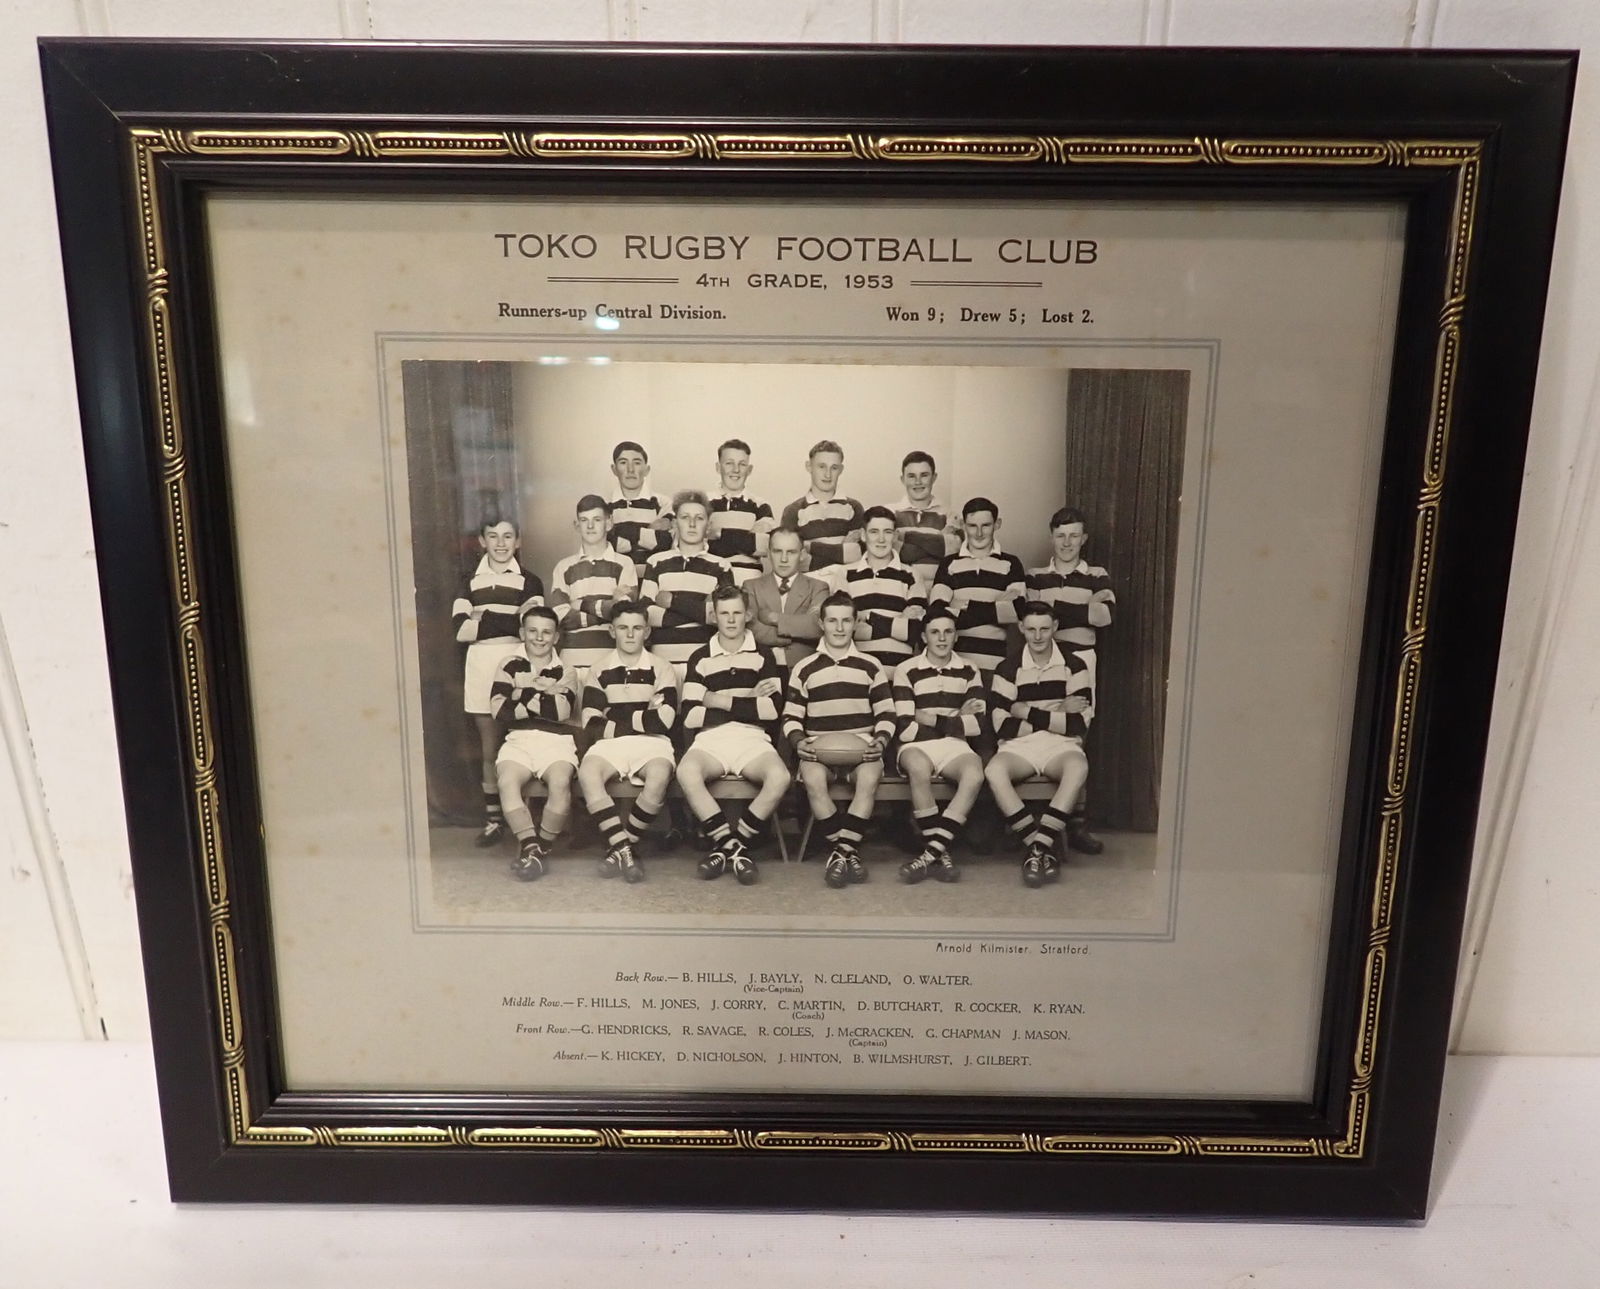 TOKO RUGBY FOOTBALL CLUB
4TH GRADE, 1953
Runners-up Central Division. Won 9; Drew 5; Lost 2.
Arnold Kilmister. Stratford.
Back Row.— B. HILLS, J. BAYLY, N. CLELAND, O. WALTER.
(Vice-Captain)
Middle Row.— F. HILLS, M. JONES, J. CORRY, C. MARTIN, D. BUTCHART, R. COCKER, K. RYAN.
(Coach)
Front Row.—G. HENDRICKS, R. SAVAGE, R. COLES, J. McCRACKEN, G. CHAPMAN J. MASON.
(Captain)
Absent.— K. HICKEY, D. NICHOLSON, J. HINTON, B. WILMSHURST, J. GILBERT.